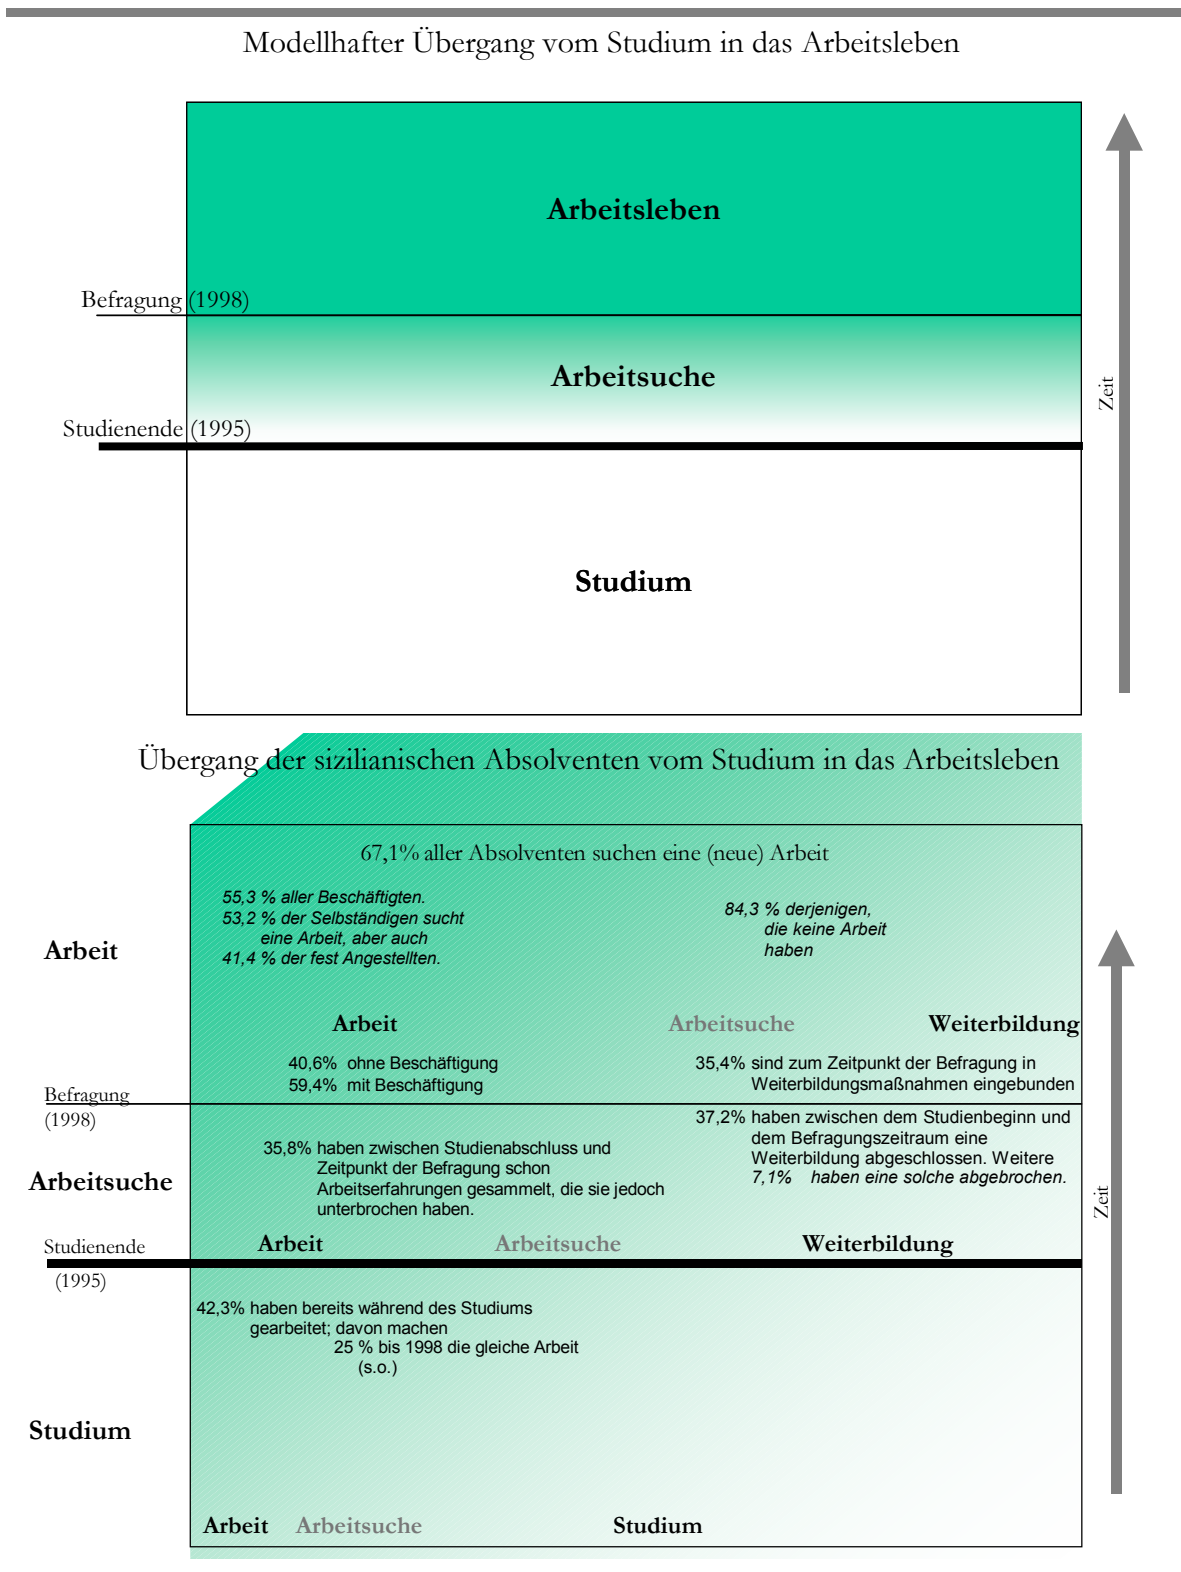 Modellhafter Übergang vom Studium in das Arbeitsleben
Arbeitsleben
Befragung (1998)
Arbeitsuche
Zeit
Studienende (1995)
Studium
Übergang der sizilianischen Absolventen vom Studium in das Arbeitsleben
67,1% aller Absolventen suchen eine (neue) Arbeit
55,3 % aller Beschäftigten.
53,2 % der Selbständigen sucht
eine Arbeit, aber auch
41,4 % der fest Angestellten.
84,3 % derjenigen,
die keine Arbeit
haben
Arbeit
Arbeit
Arbeitsuche
Weiterbildung
40,6% ohne Beschäftigung
59,4% mit Beschäftigung
35,4% sind zum Zeitpunkt der Befragung in
Weiterbildungsmaßnahmen eingebunden
Befragung
(1998)
37,2% haben zwischen dem Studienbeginn und
dem Befragungszeitraum eine
Weiterbildung abgeschlossen. Weitere
7,1% haben eine solche abgebrochen.
35,8% haben zwischen Studienabschluss und
Zeitpunkt der Befragung schon
Arbeitserfahrungen gesammelt, die sie jedoch
unterbrochen haben.
Arbeitsuche
Zeit
Studienende
(1995)
Arbeit
Arbeitsuche
Weiterbildung
42,3% haben bereits während des Studiums
gearbeitet; davon machen
25 % bis 1998 die gleiche Arbeit
(s.o.)
Studium
Arbeit
Arbeitsuche
Studium